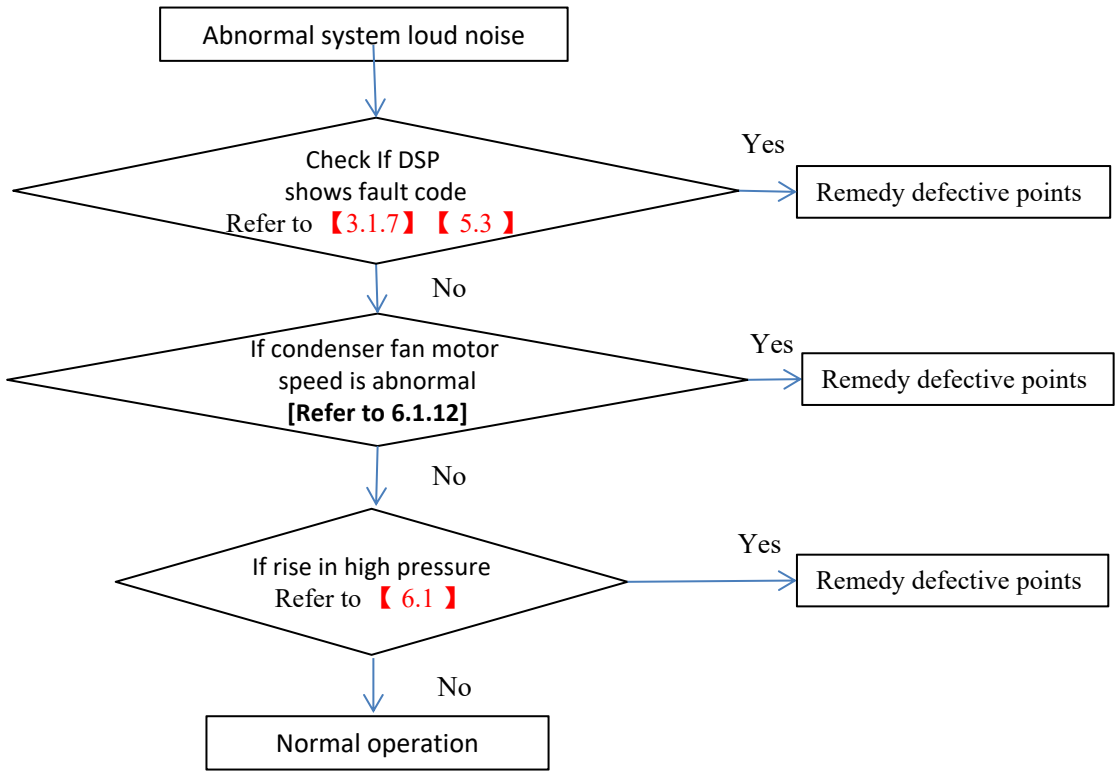 Abnormal system loud noise
Check If DSP
shows fault code
Refer to 【3.1.7】 【 5.3 】
Yes
Remedy defective points
No
If condenser fan motor
speed is abnormal
[Refer to 6.1.12]
Yes
Remedy defective points
No
If rise in high pressure
Refer to 【 6.1 】
Yes
Remedy defective points
No
Normal operation